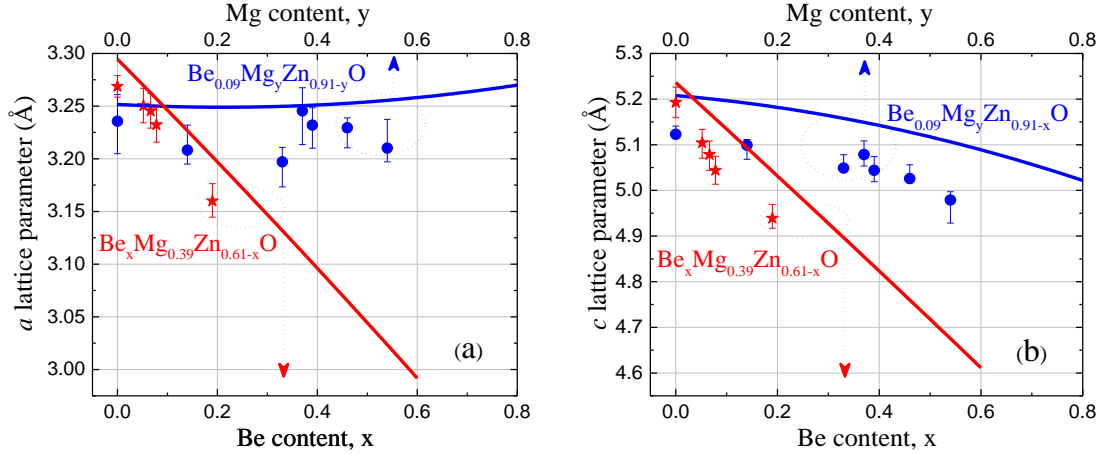 Mg content, y
0.0 0.2 0.4 0.6 0.8
3.30
3.25
3.20
3.15
3.10
3.05
3.00
a lattice parameter (Å)
Be₀.₀₉Mg_yZn₀.₉₁₋yO
BeₓMg₀.₃₉Zn₀.₆₁₋ₓO
(a)
0.0 0.2 0.4 0.6 0.8
Be content, x
Mg content, y
0.0 0.2 0.4 0.6 0.8
5.3
5.2
5.1
5.0
4.9
4.8
4.7
4.6
c lattice parameter (Å)
Be₀.₀₉Mg_yZn₀.₉₁₋ₓO
BeₓMg₀.₃₉Zn₀.₆₁₋ₓO
(b)
0.0 0.2 0.4 0.6 0.8
Be content, x